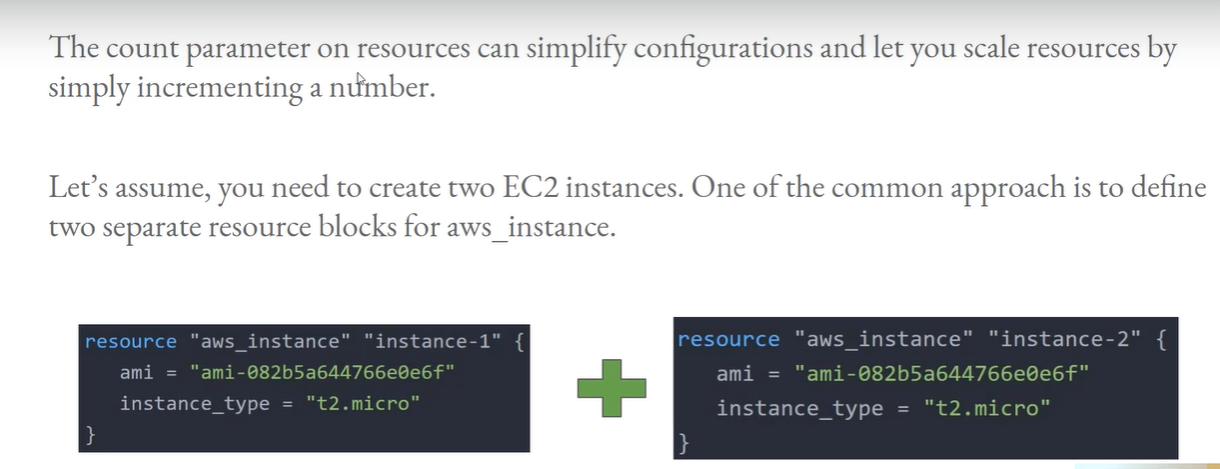 The count parameter on resources can simplify configurations and let you scale resources by
simply incrementing a number.
Let’s assume, you need to create two EC2 instances. One of the common approach is to define
two separate resource blocks for aws_instance.
resource "aws_instance" "instance-1" {
ami = "ami-082b5a644766e0e6f"
instance_type = "t2.micro"
}
resource "aws_instance" "instance-2" {
ami = "ami-082b5a644766e0e6f"
instance_type = "t2.micro"
}